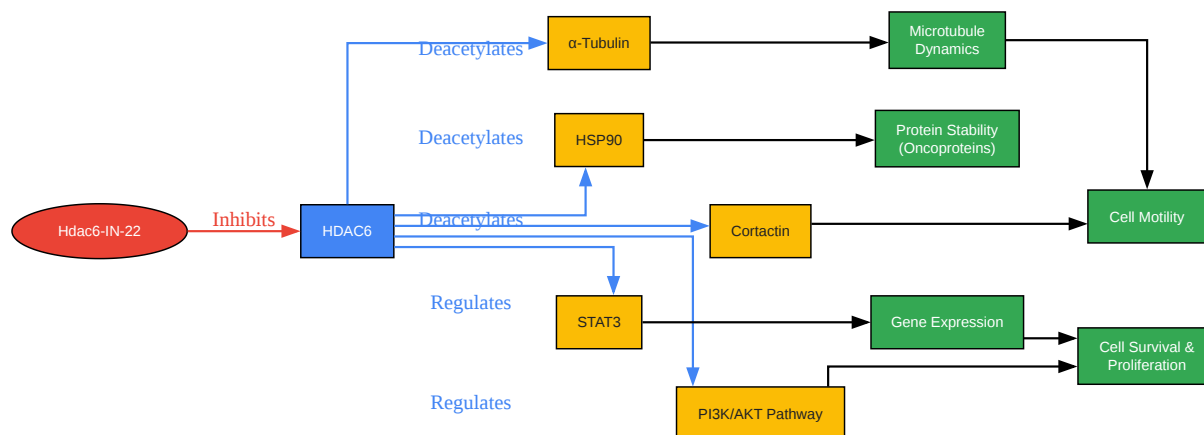 Deacetylates
α-Tubulin
Microtubule
Dynamics
Deacetylates
HSP90
Protein Stability
(Oncoproteins)
Hdac6-IN-22
Inhibits
HDAC6
Deacetylates
Cortactin
Cell Motility
Regulates
STAT3
Gene Expression
Cell Survival &
Proliferation
Regulates
PI3K/AKT Pathway